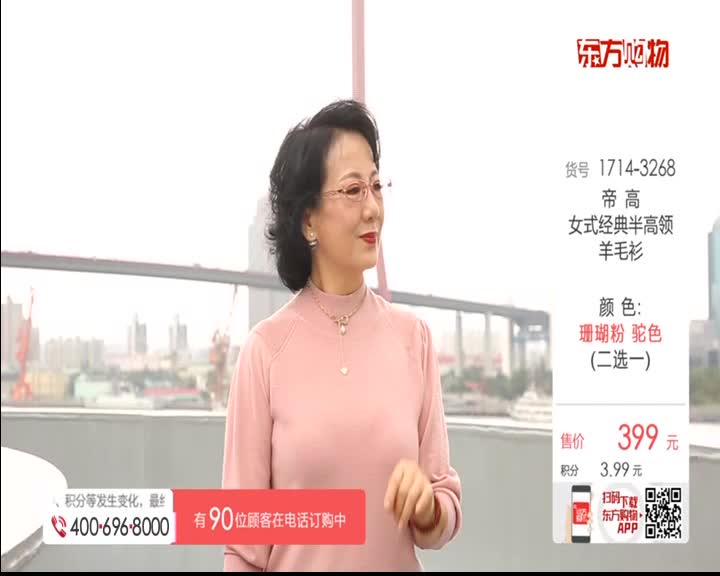 东方购物
货号 1714-3268
帝高
女式经典半高领
羊毛衫
颜色:
珊瑚粉 驼色
(二选一)
售价 399 元
积分 3.99 元
扫码下载
东方购物
APP
积分等发生变化，最
400-696-8000
有90位顾客在电话订购中